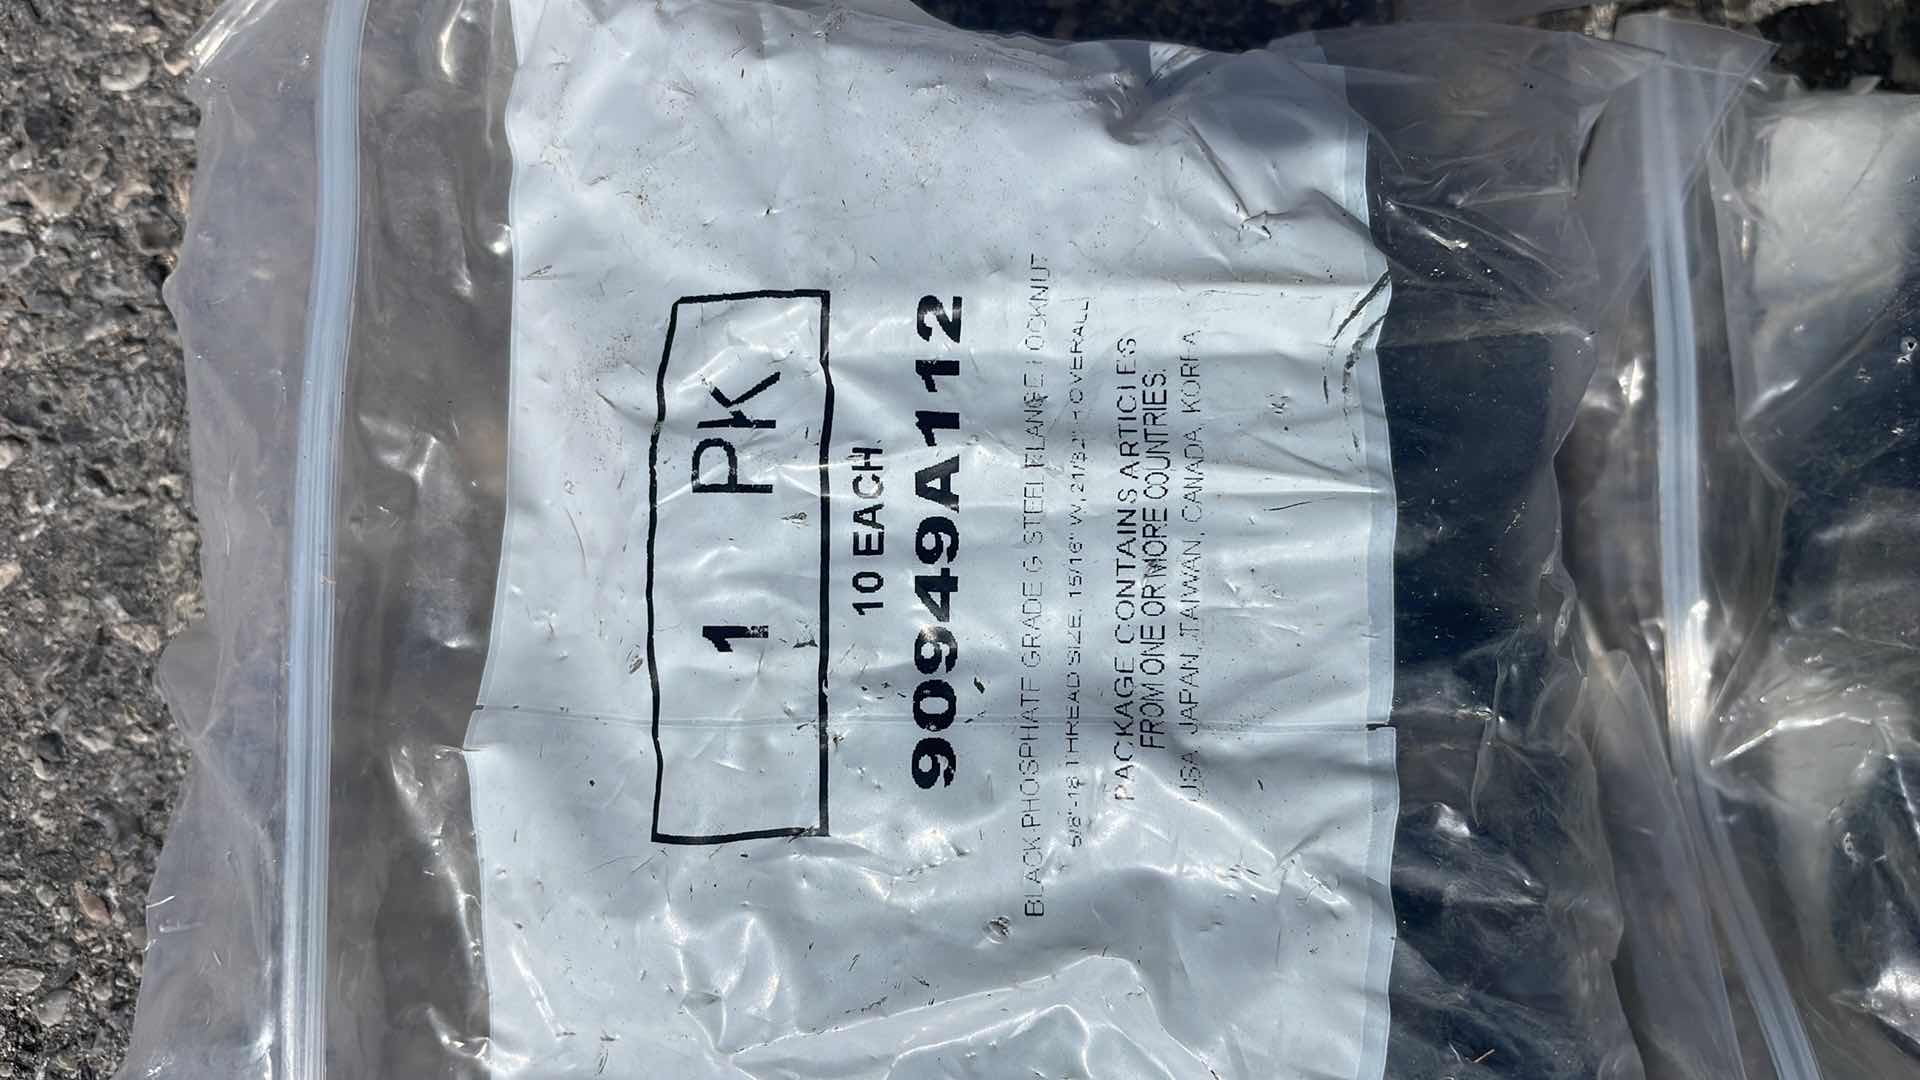 1 PK
10 EACH
90949A112
BLACK PHOSPHATE GRADE G STEEL FLANGE LOCKNUT
5/8"-18 THREAD SIZE, 15/16" W, 21/32" H OVERALL
PACKAGE CONTAINS ARTICLES
FROM ONE OR MORE COUNTRIES.
USA, JAPAN, TAIWAN, CANADA, KOREA